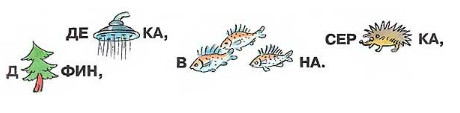 Д ФИН,
ДЕ КА,
В НА.
СЕР КА,